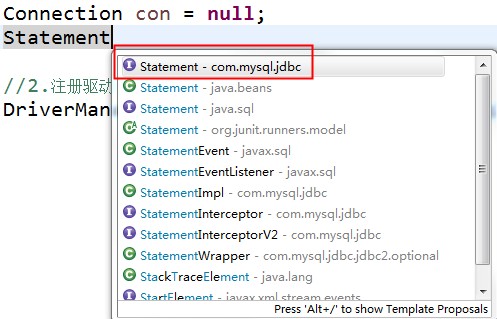 Connection con = null;
Statement
Statement - com.mysql.jdbc
//2.注册驱动
Statement - java.beans
DriverMan
Statement - java.sql
Statement - org.junit.runners.model
StatementEvent - javax.sql
StatementEventListener - javax.sql
StatementImpl - com.mysql.jdbc
StatementInterceptor - com.mysql.jdbc
StatementInterceptorV2 - com.mysql.jdbc
StatementWrapper - com.mysql.jdbc.jdbc2.optional
StackTraceElement - java.lang
StartElement - javax.xml.stream.events
Press 'Alt+/' to show Template Proposals